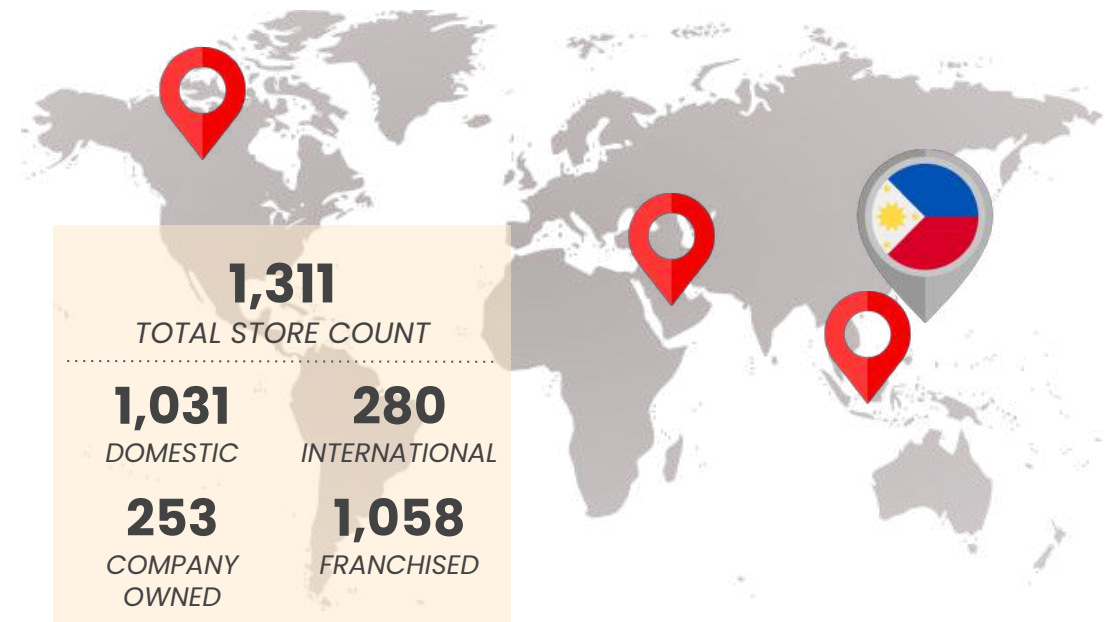 1,311
TOTAL STORE COUNT
1,031
DOMESTIC
280
INTERNATIONAL
253
COMPANY
OWNED
1,058
FRANCHISED